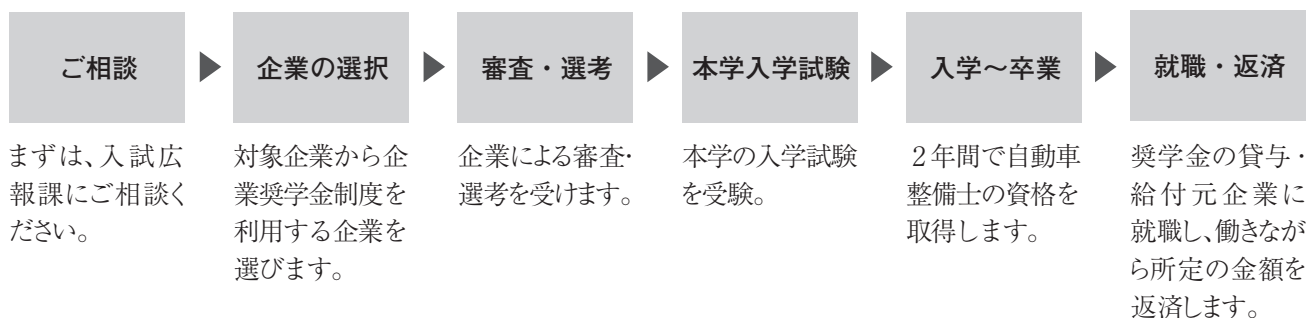 ご相談
まずは、入試広
報課にご相談く
ださい。
企業の選択
対象企業から企
業奨学金制度を
利用する企業を
選びます。
審査・選考
企業による審査・
選考を受けます。
本学入学試験
本学の入学試験
を受験。
入学〜卒業
２年間で自動車
整備士の資格を
取得します。
就職・返済
奨学金の貸与・
給付元企業に
就職し、働きなが
ら所定の金額を
返済します。